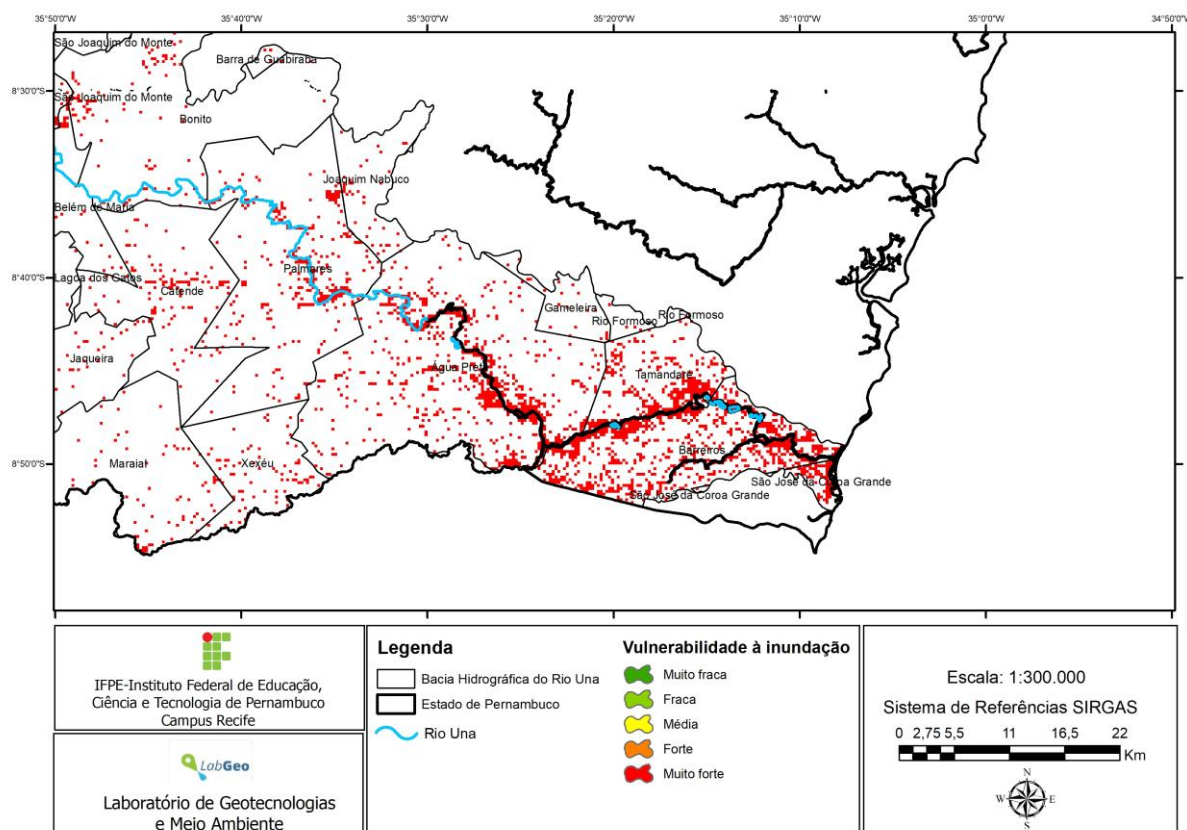 35°50'0"W 35°40'0"W 35°30'0"W 35°20'0"W 35°10'0"W 35°0'0"W 34°50'0"W
São Joaquim do Monte
Barra de Guabiraba
8°30'0"S
São Joaquim do Monte
Bonito
Joaquim Nabuco
Belém de Maria
Palmares
8°40'0"S
Lagoa dos Gatos
Catende
Gameleira
Rio Formoso
Rio Formoso
Jaqueira
Água Preta
Tamandaré
Barreiros
8°50'0"S
Maraial
Xexéu
São José da Coroa Grande
São José da Coroa Grande
IFPE-Instituto Federal de Educação,
Ciência e Tecnologia de Pernambuco
Campus Recife
LabGeo
Laboratório de Geotecnologias
e Meio Ambiente
Legenda
Bacia Hidrográfica do Rio Una
Estado de Pernambuco
Rio Una
Vulnerabilidade à inundação
Muito fraca
Fraca
Média
Forte
Muito forte
Escala: 1:300.000
Sistema de Referências SIRGAS
0 2,75 5,5 11 16,5 22
Km
N
W E
S